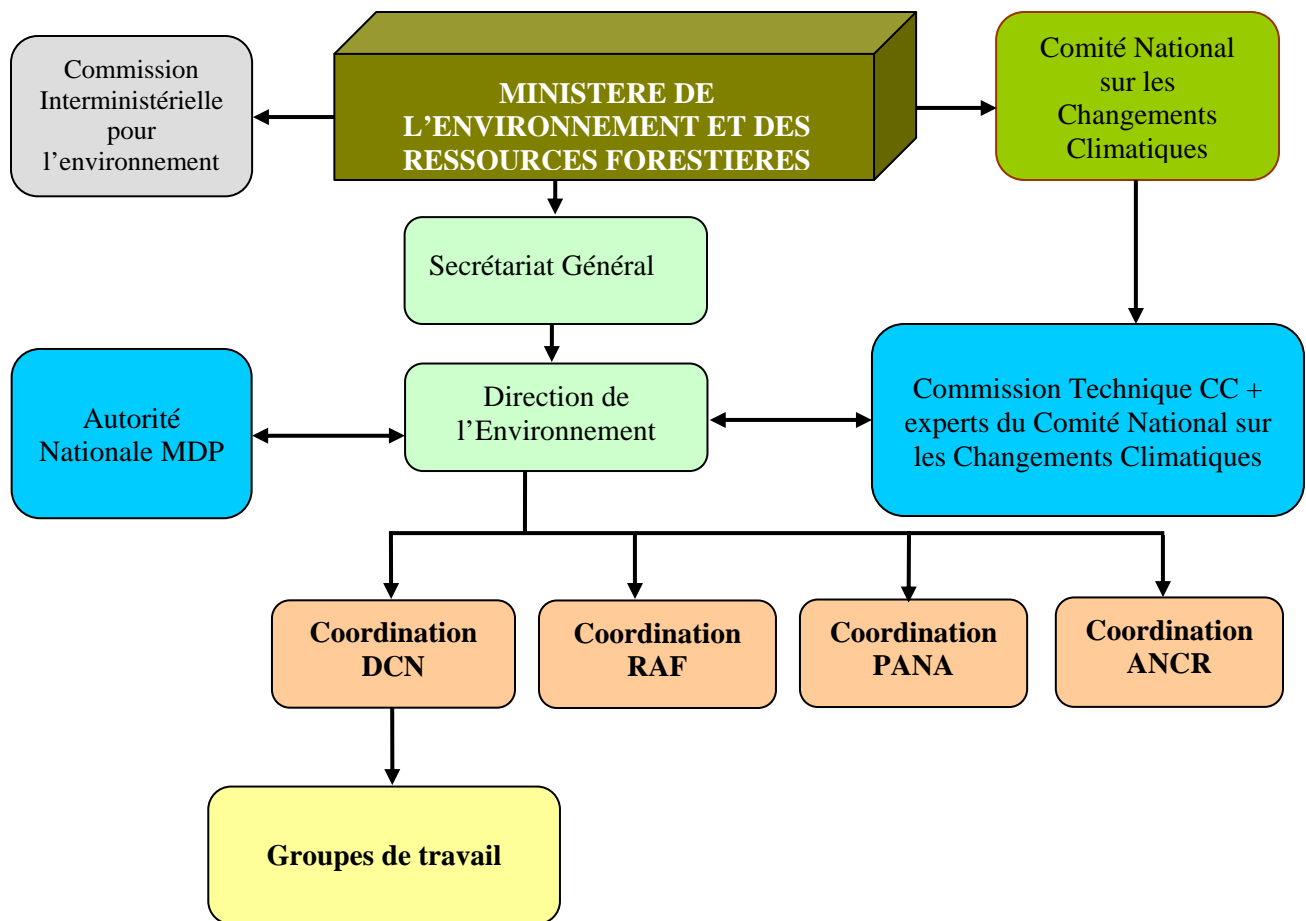 Commission
Interministérielle
pour
l'environnement
MINISTERE DE
L'ENVIRONNEMENT ET DES
RESSOURCES FORESTIERES
Comité National
sur les
Changements
Climatiques
Secrétariat Général
Autorité
Nationale MDP
Direction de
l'Environnement
Commission Technique CC +
experts du Comité National sur
les Changements Climatiques
Coordination
DCN
Coordination
RAF
Coordination
PANA
Coordination
ANCR
Groupes de travail